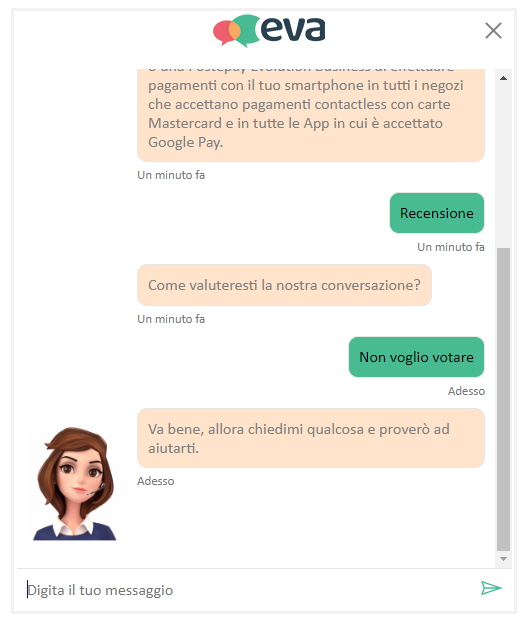 eva
o una Postepay Evolution Business di effettuare
pagamenti con il tuo smartphone in tutti i negozi
che accettano pagamenti contactless con carte
Mastercard e in tutte le App in cui è accettato
Google Pay.
Un minuto fa
Recensione
Un minuto fa
Come valuteresti la nostra conversazione?
Un minuto fa
Non voglio votare
Adesso
Va bene, allora chiedimi qualcosa e proverò ad
aiutarti.
Adesso
Digita il tuo messaggio